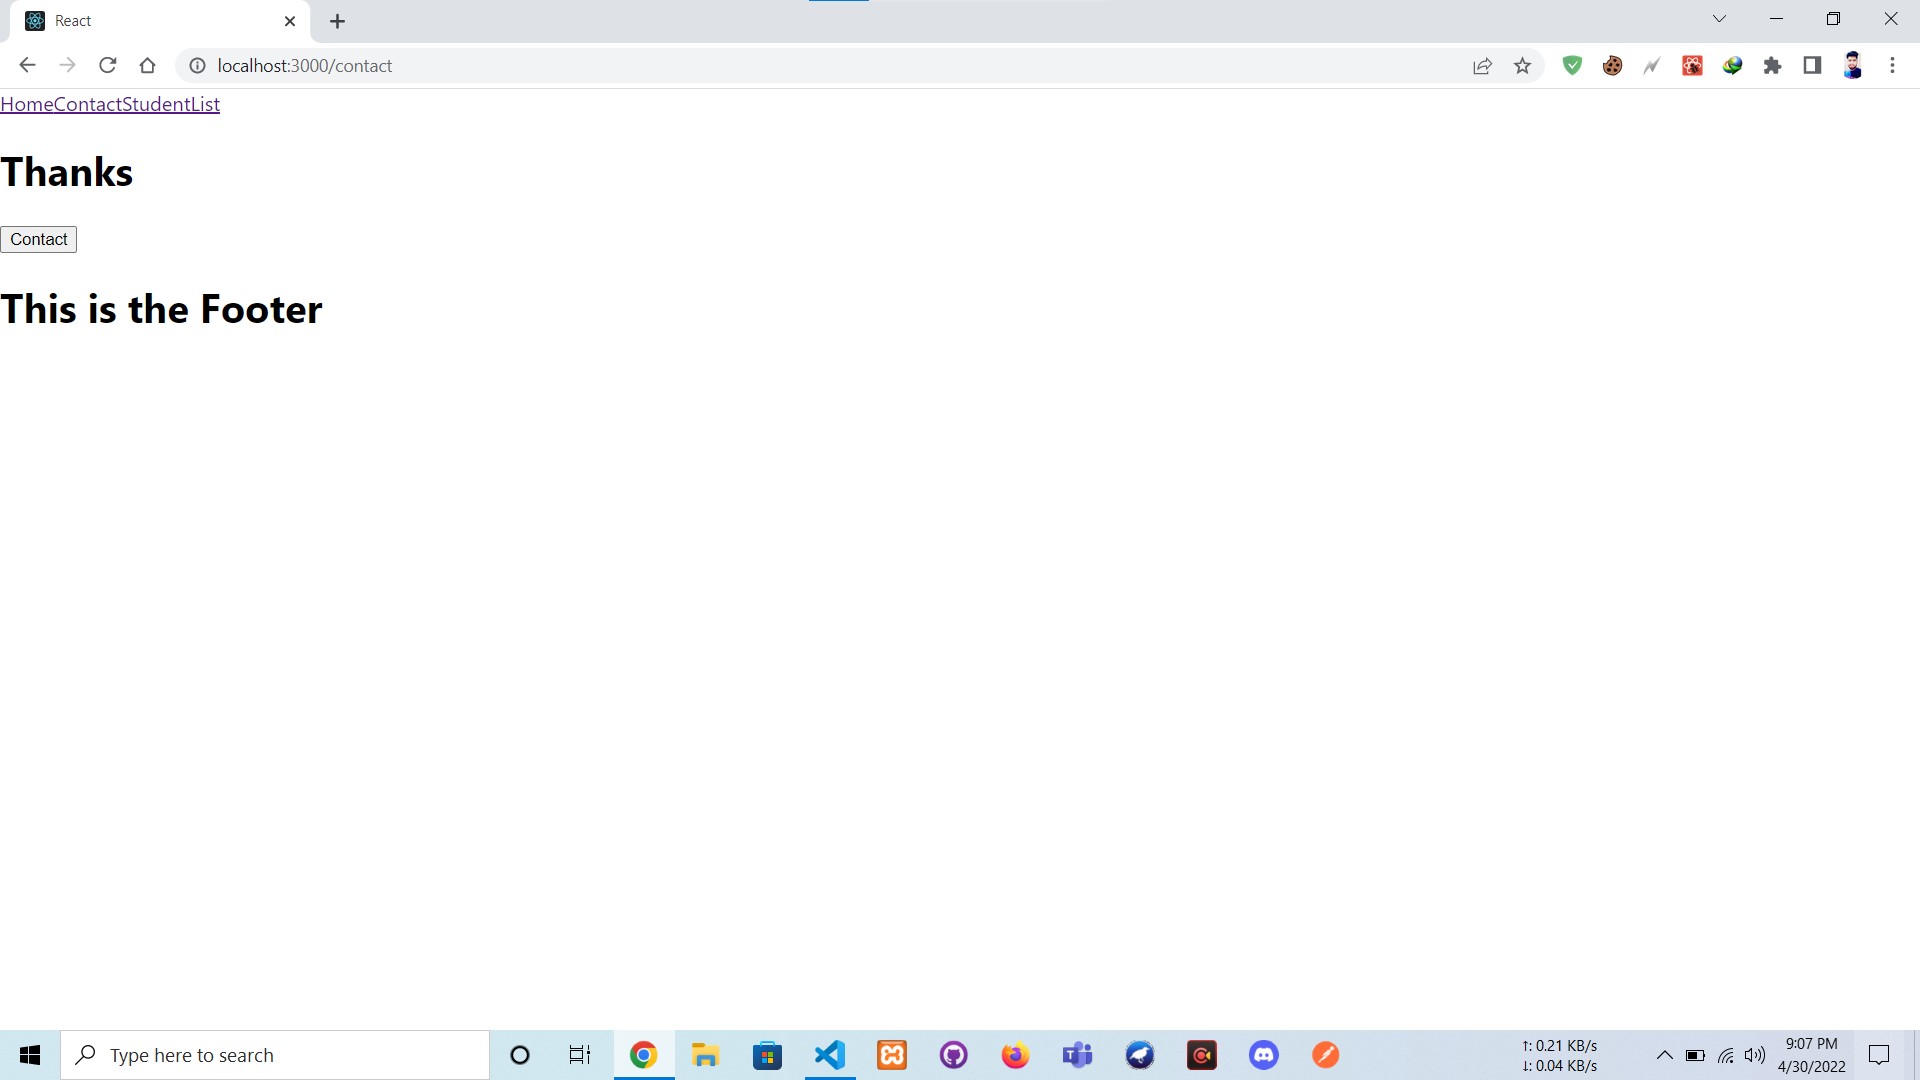 React
localhost:3000/contact
HomeContactStudentList
Thanks
Contact
This is the Footer
Type here to search
↑: 0.21 KB/s
↓: 0.04 KB/s
9:07 PM
4/30/2022